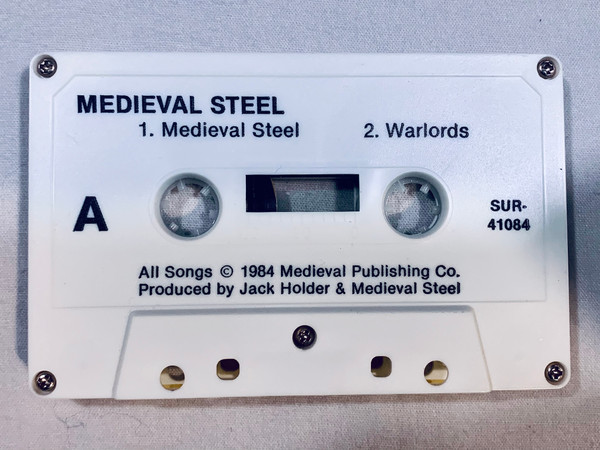 MEDIEVAL STEEL
1. Medieval Steel 2. Warlords
A
SUR-
41084
All Songs © 1984 Medieval Publishing Co.
Produced by Jack Holder & Medieval Steel